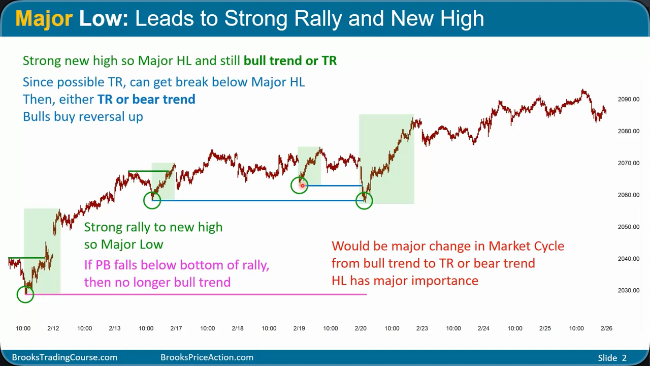 Major Low: Leads to Strong Rally and New High
Strong new high so Major HL and still bull trend or TR
Since possible TR, can get break below Major HL
Then, either TR or bear trend
Bulls buy reversal up
2090.00
2080.00
2070.00
2060.00
2050.00
2040.00
2030.00
Strong rally to new high
so Major Low
If PB falls below bottom of rally,
then no longer bull trend
Would be major change in Market Cycle
from bull trend to TR or bear trend
HL has major importance
10:00 2/12 10:00 2/13 10:00 2/17 10:00 2/18 10:00 2/19 10:00 2/20 10:00 2/23 10:00 2/24 10:00 2/25 10:00 2/26
BrooksTradingCourse.com BrooksPriceAction.com Slide 2